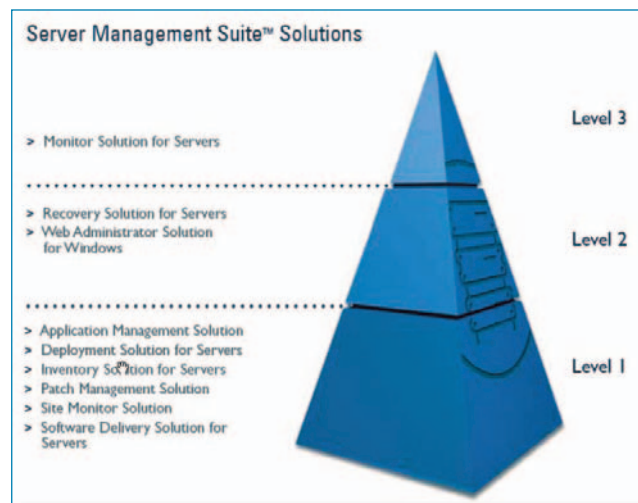 Server Management Suite™ Solutions
Level 3
> Monitor Solution for Servers
> Recovery Solution for Servers
> Web Administrator Solution
for Windows
Level 2
> Application Management Solution
> Deployment Solution for Servers
> Inventory Solution for Servers
> Patch Management Solution
> Site Monitor Solution
> Software Delivery Solution for
Servers
Level 1